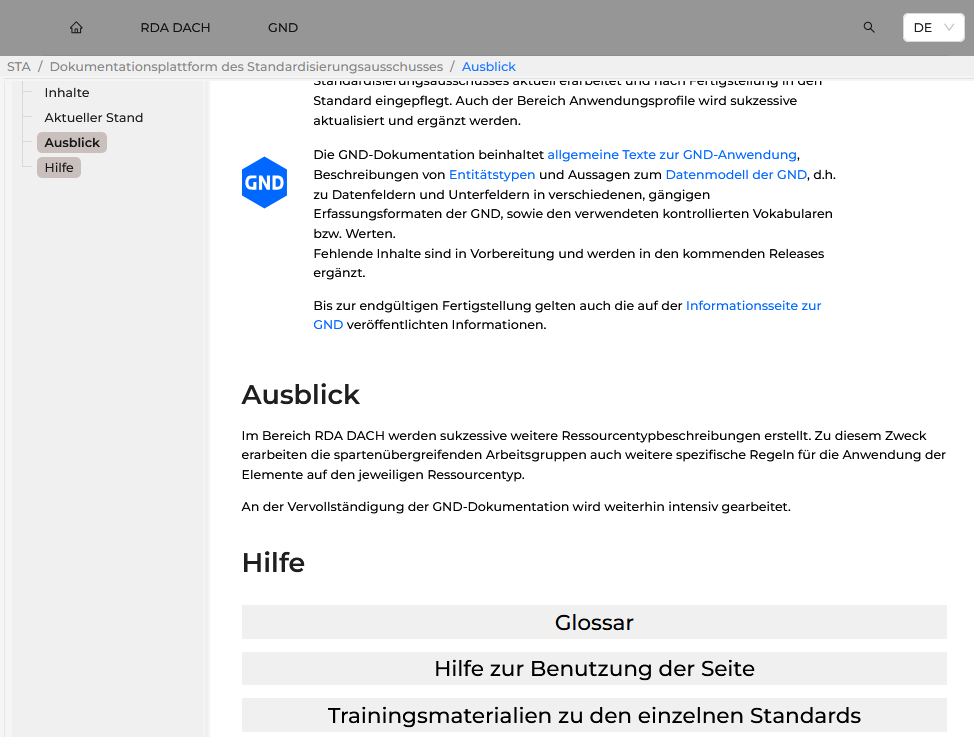 RDA DACH
GND
DE
STA / Dokumentationsplattform des Standardisierungsausschusses / Ausblick
Inhalte
Aktueller Stand
Ausblick
Hilfe
Standardisierungsausschusses aktuell erarbeitet und nach Fertigstellung in den
Standard eingepflegt. Auch der Bereich Anwendungsprofile wird sukzessive
aktualisiert und ergänzt werden.
GND
Die GND-Dokumentation beinhaltet allgemeine Texte zur GND-Anwendung,
Beschreibungen von Entitätstypen und Aussagen zum Datenmodell der GND, d.h.
zu Datenfeldern und Unterfeldern in verschiedenen, gängigen
Erfassungsformaten der GND, sowie den verwendeten kontrollierten Vokabularen
bzw. Werten.
Fehlende Inhalte sind in Vorbereitung und werden in den kommenden Releases
ergänzt.
Bis zur endgültigen Fertigstellung gelten auch die auf der Informationsseite zur
GND veröffentlichten Informationen.
Ausblick
Im Bereich RDA DACH werden sukzessive weitere Ressourcentypbeschreibungen erstellt. Zu diesem Zweck
erarbeiten die spartenübergreifenden Arbeitsgruppen auch weitere spezifische Regeln für die Anwendung der
Elemente auf den jeweiligen Ressourcentyp.
An der Vervollständigung der GND-Dokumentation wird weiterhin intensiv gearbeitet.
Hilfe
Glossar
Hilfe zur Benutzung der Seite
Trainingsmaterialien zu den einzelnen Standards